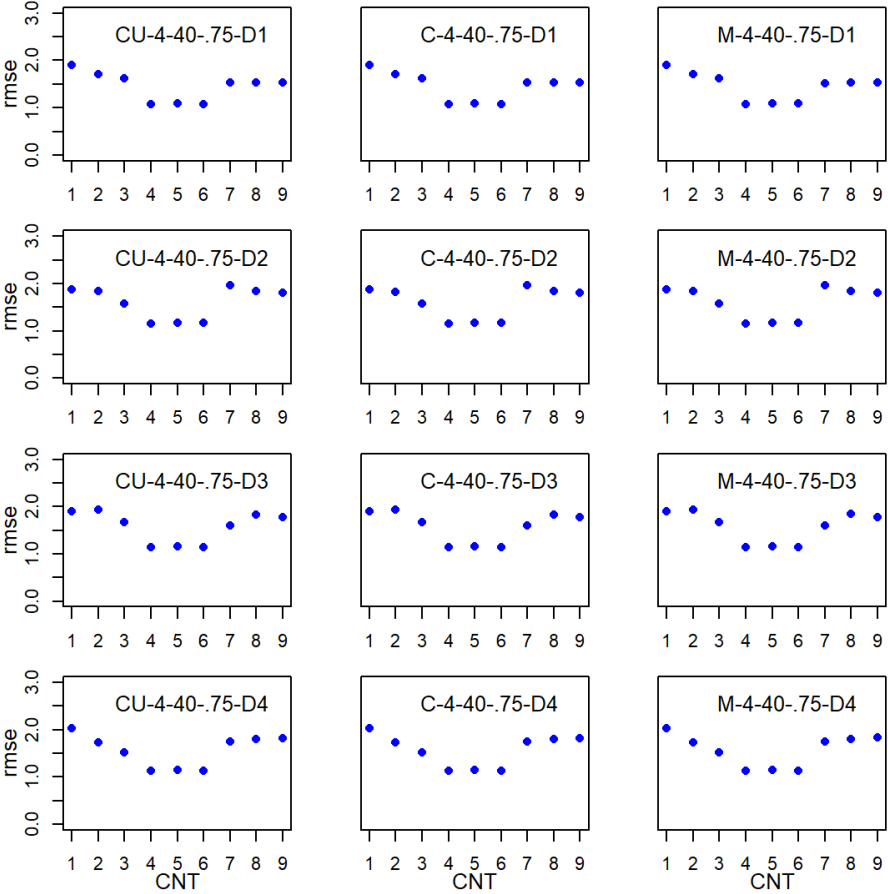 CU-4-40-.75-D1
C-4-40-.75-D1
M-4-40-.75-D1
rmse
3.0
2.0
1.0
0.0
1 2 3 4 5 6 7 8 9
1 2 3 4 5 6 7 8 9
1 2 3 4 5 6 7 8 9
CU-4-40-.75-D2
C-4-40-.75-D2
M-4-40-.75-D2
rmse
3.0
2.0
1.0
0.0
1 2 3 4 5 6 7 8 9
1 2 3 4 5 6 7 8 9
1 2 3 4 5 6 7 8 9
CU-4-40-.75-D3
C-4-40-.75-D3
M-4-40-.75-D3
rmse
3.0
2.0
1.0
0.0
1 2 3 4 5 6 7 8 9
1 2 3 4 5 6 7 8 9
1 2 3 4 5 6 7 8 9
CU-4-40-.75-D4
C-4-40-.75-D4
M-4-40-.75-D4
rmse
3.0
2.0
1.0
0.0
1 2 3 4 5 6 7 8 9
1 2 3 4 5 6 7 8 9
1 2 3 4 5 6 7 8 9
CNT
CNT
CNT